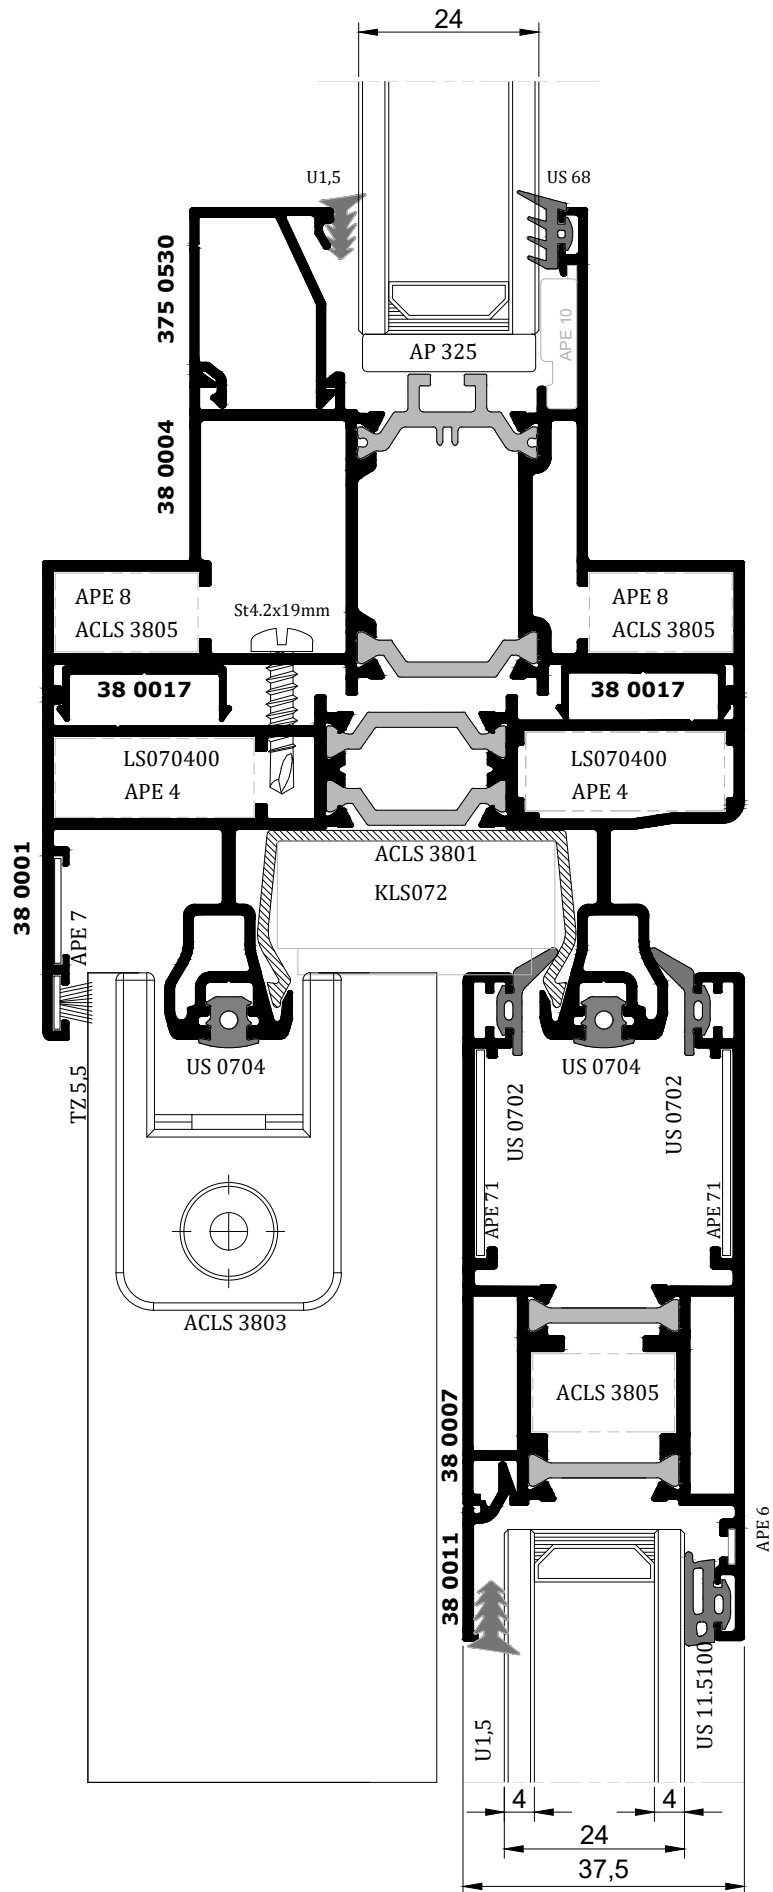 24
U1,5
US 68
375 0530
APE 10
AP 325
38 0004
APE 8
ACLS 3805
St4.2x19mm
APE 8
ACLS 3805
38 0017
38 0017
LS070400
APE 4
LS070400
APE 4
ACLS 3801
KLS072
38 0001
APE 7
TZ 5,5
US 0704
US 0704
US 0702
US 0702
APE 71
APE 71
ACLS 3803
ACLS 3805
38 0007
38 0011
APE 6
U1,5
US 11.5100
4
4
24
37,5